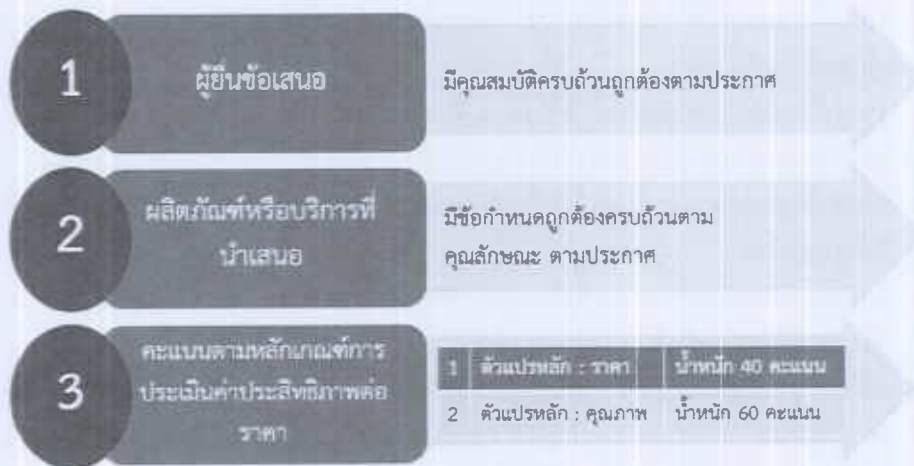 1
ผู้ยื่นข้อเสนอ
มีคุณสมบัติครบถ้วนถูกต้องตามประกาศ
2
ผลิตภัณฑ์หรือบริการที่
นำเสนอ
มีข้อกำหนดถูกต้องครบถ้วนตาม
คุณลักษณะ ตามประกาศ
3
คะแนนตามหลักเกณฑ์การ
ประเมินค่าประสิทธิภาพต่อ
ราคา
1 ตัวแปรหลัก : ราคา น้ำหนัก 40 คะแนน
2 ตัวแปรหลัก : คุณภาพ น้ำหนัก 60 คะแนน